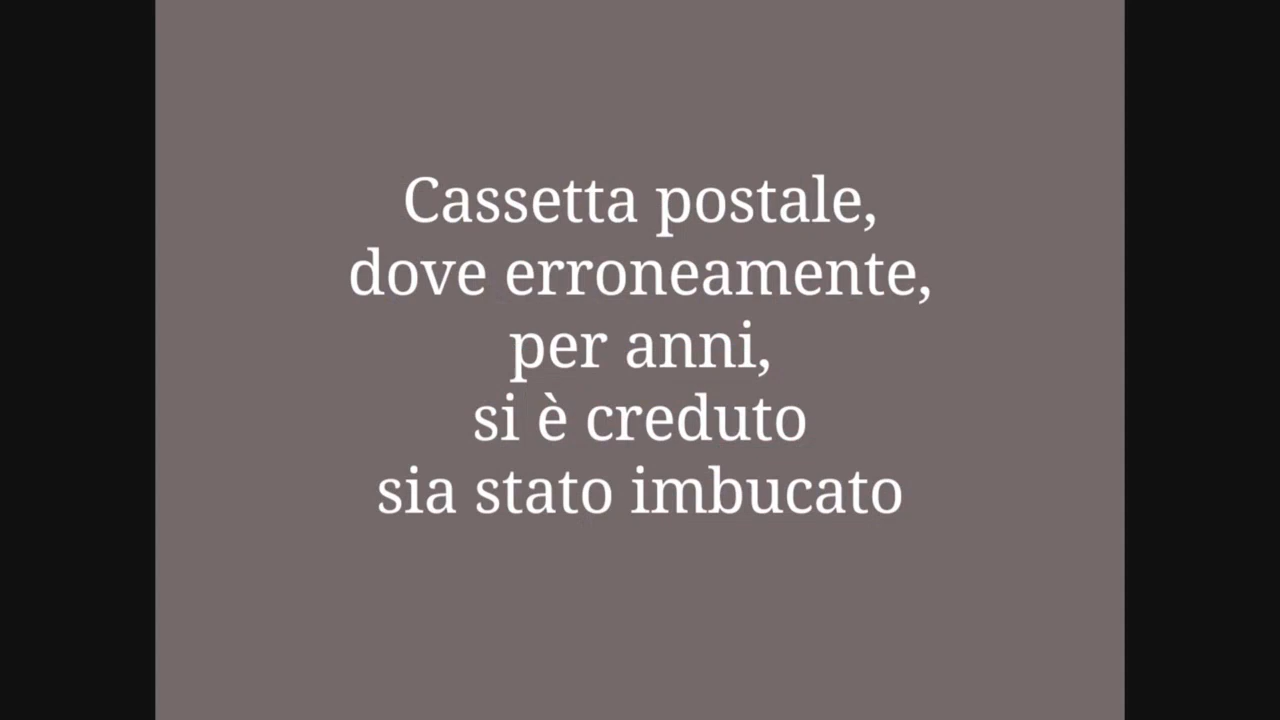 Cassetta postale,
dove erroneamente,
per anni,
si è creduto
sia stato imbucato